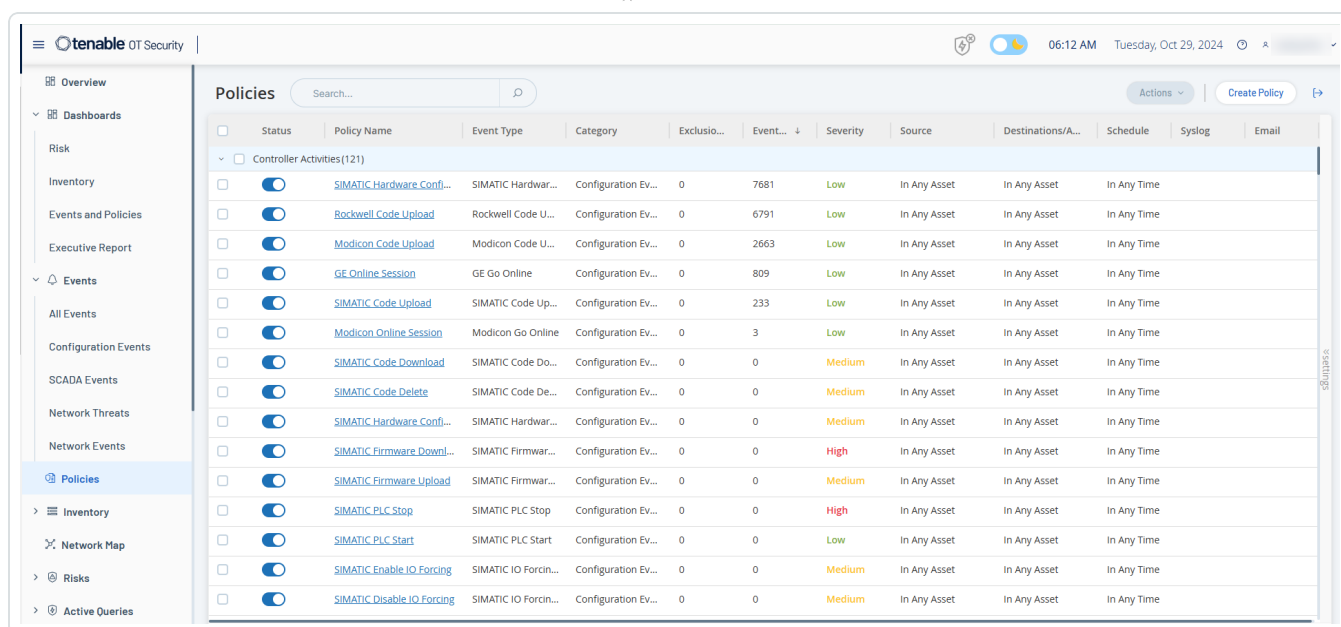 tenable OT Security
06:12 AM Tuesday, Oct 29, 2024
Overview
Dashboards
Risk
Inventory
Events and Policies
Executive Report
Events
All Events
Configuration Events
SCADA Events
Network Threats
Network Events
Policies
Inventory
Network Map
Risks
Active Queries
Policies Search... Actions Create Policy
Status Policy Name Event Type Category Exclusio... Event... Severity Source Destinations/A... Schedule Syslog Email
Controller Activities (121)
SIMATIC Hardware Confi... SIMATIC Hardwar... Configuration Ev... 0 7681 Low In Any Asset In Any Asset In Any Time
Rockwell Code Upload Rockwell Code U... Configuration Ev... 0 6791 Low In Any Asset In Any Asset In Any Time
Modicon Code Upload Modicon Code U... Configuration Ev... 0 2663 Low In Any Asset In Any Asset In Any Time
GE Online Session GE Go Online Configuration Ev... 0 809 Low In Any Asset In Any Asset In Any Time
SIMATIC Code Upload SIMATIC Code Up... Configuration Ev... 0 233 Low In Any Asset In Any Asset In Any Time
Modicon Online Session Modicon Go Online Configuration Ev... 0 3 Low In Any Asset In Any Asset In Any Time
SIMATIC Code Download SIMATIC Code Do... Configuration Ev... 0 0 Medium In Any Asset In Any Asset In Any Time
SIMATIC Code Delete SIMATIC Code De... Configuration Ev... 0 0 Medium In Any Asset In Any Asset In Any Time
SIMATIC Hardware Confi... SIMATIC Hardwar... Configuration Ev... 0 0 Medium In Any Asset In Any Asset In Any Time
SIMATIC Firmware Downl... SIMATIC Firmwar... Configuration Ev... 0 0 High In Any Asset In Any Asset In Any Time
SIMATIC Firmware Upload SIMATIC Firmwar... Configuration Ev... 0 0 Medium In Any Asset In Any Asset In Any Time
SIMATIC PLC Stop SIMATIC PLC Stop Configuration Ev... 0 0 High In Any Asset In Any Asset In Any Time
SIMATIC PLC Start SIMATIC PLC Start Configuration Ev... 0 0 Low In Any Asset In Any Asset In Any Time
SIMATIC Enable IO Forcing SIMATIC IO Forcin... Configuration Ev... 0 0 Medium In Any Asset In Any Asset In Any Time
SIMATIC Disable IO Forcing SIMATIC IO Forcin... Configuration Ev... 0 0 Medium In Any Asset In Any Asset In Any Time
settings